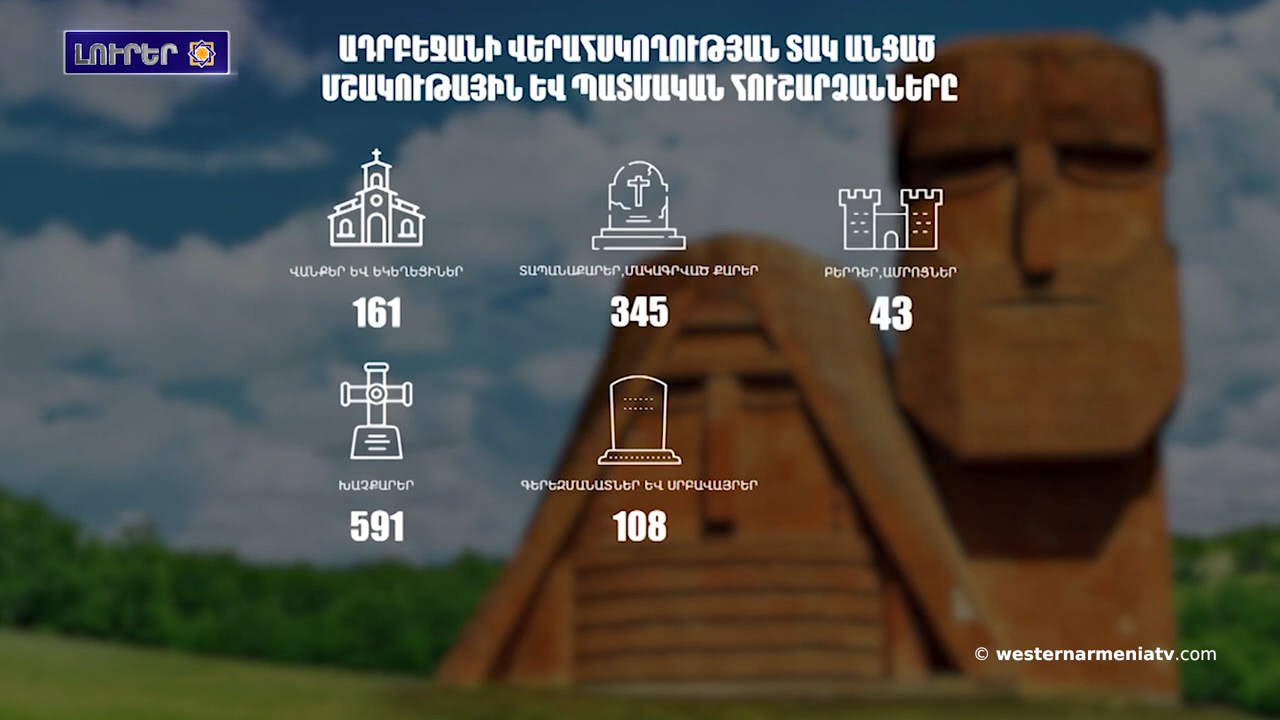 ԼՈՒՐԵՐ
ԱԴՐԲԵՋԱՆԻ ՎԵՐԱՀՍԿՈՂՈՒԹՅԱՆ ՏԱԿ ԱՆՑԱԾ
ՄՇԱԿՈՒԹԱՅԻՆ ԵՎ ՊԱՏՄԱԿԱՆ ՀՈՒՇԱՐՁԱՆՆԵՐԸ
ՎԱՆՔԵՐ ԵՎ ԵԿԵՂԵՑԻՆԵՐ
161
ՏԱՊԱՆԱՔԱՐԵՐ,ՄԱԿԱԳՐՎԱԾ ՔԱՐԵՐ
345
ԲԵՐԴԵՐ,ԱՄՐՈՑՆԵՐ
43
ԽԱՉՔԱՐԵՐ
591
ԳԵՐԵԶՄԱՆԱՏՆԵՐ ԵՎ ՍՐԲԱՎԱՅՐԵՐ
108
© westernarmeniatv.com